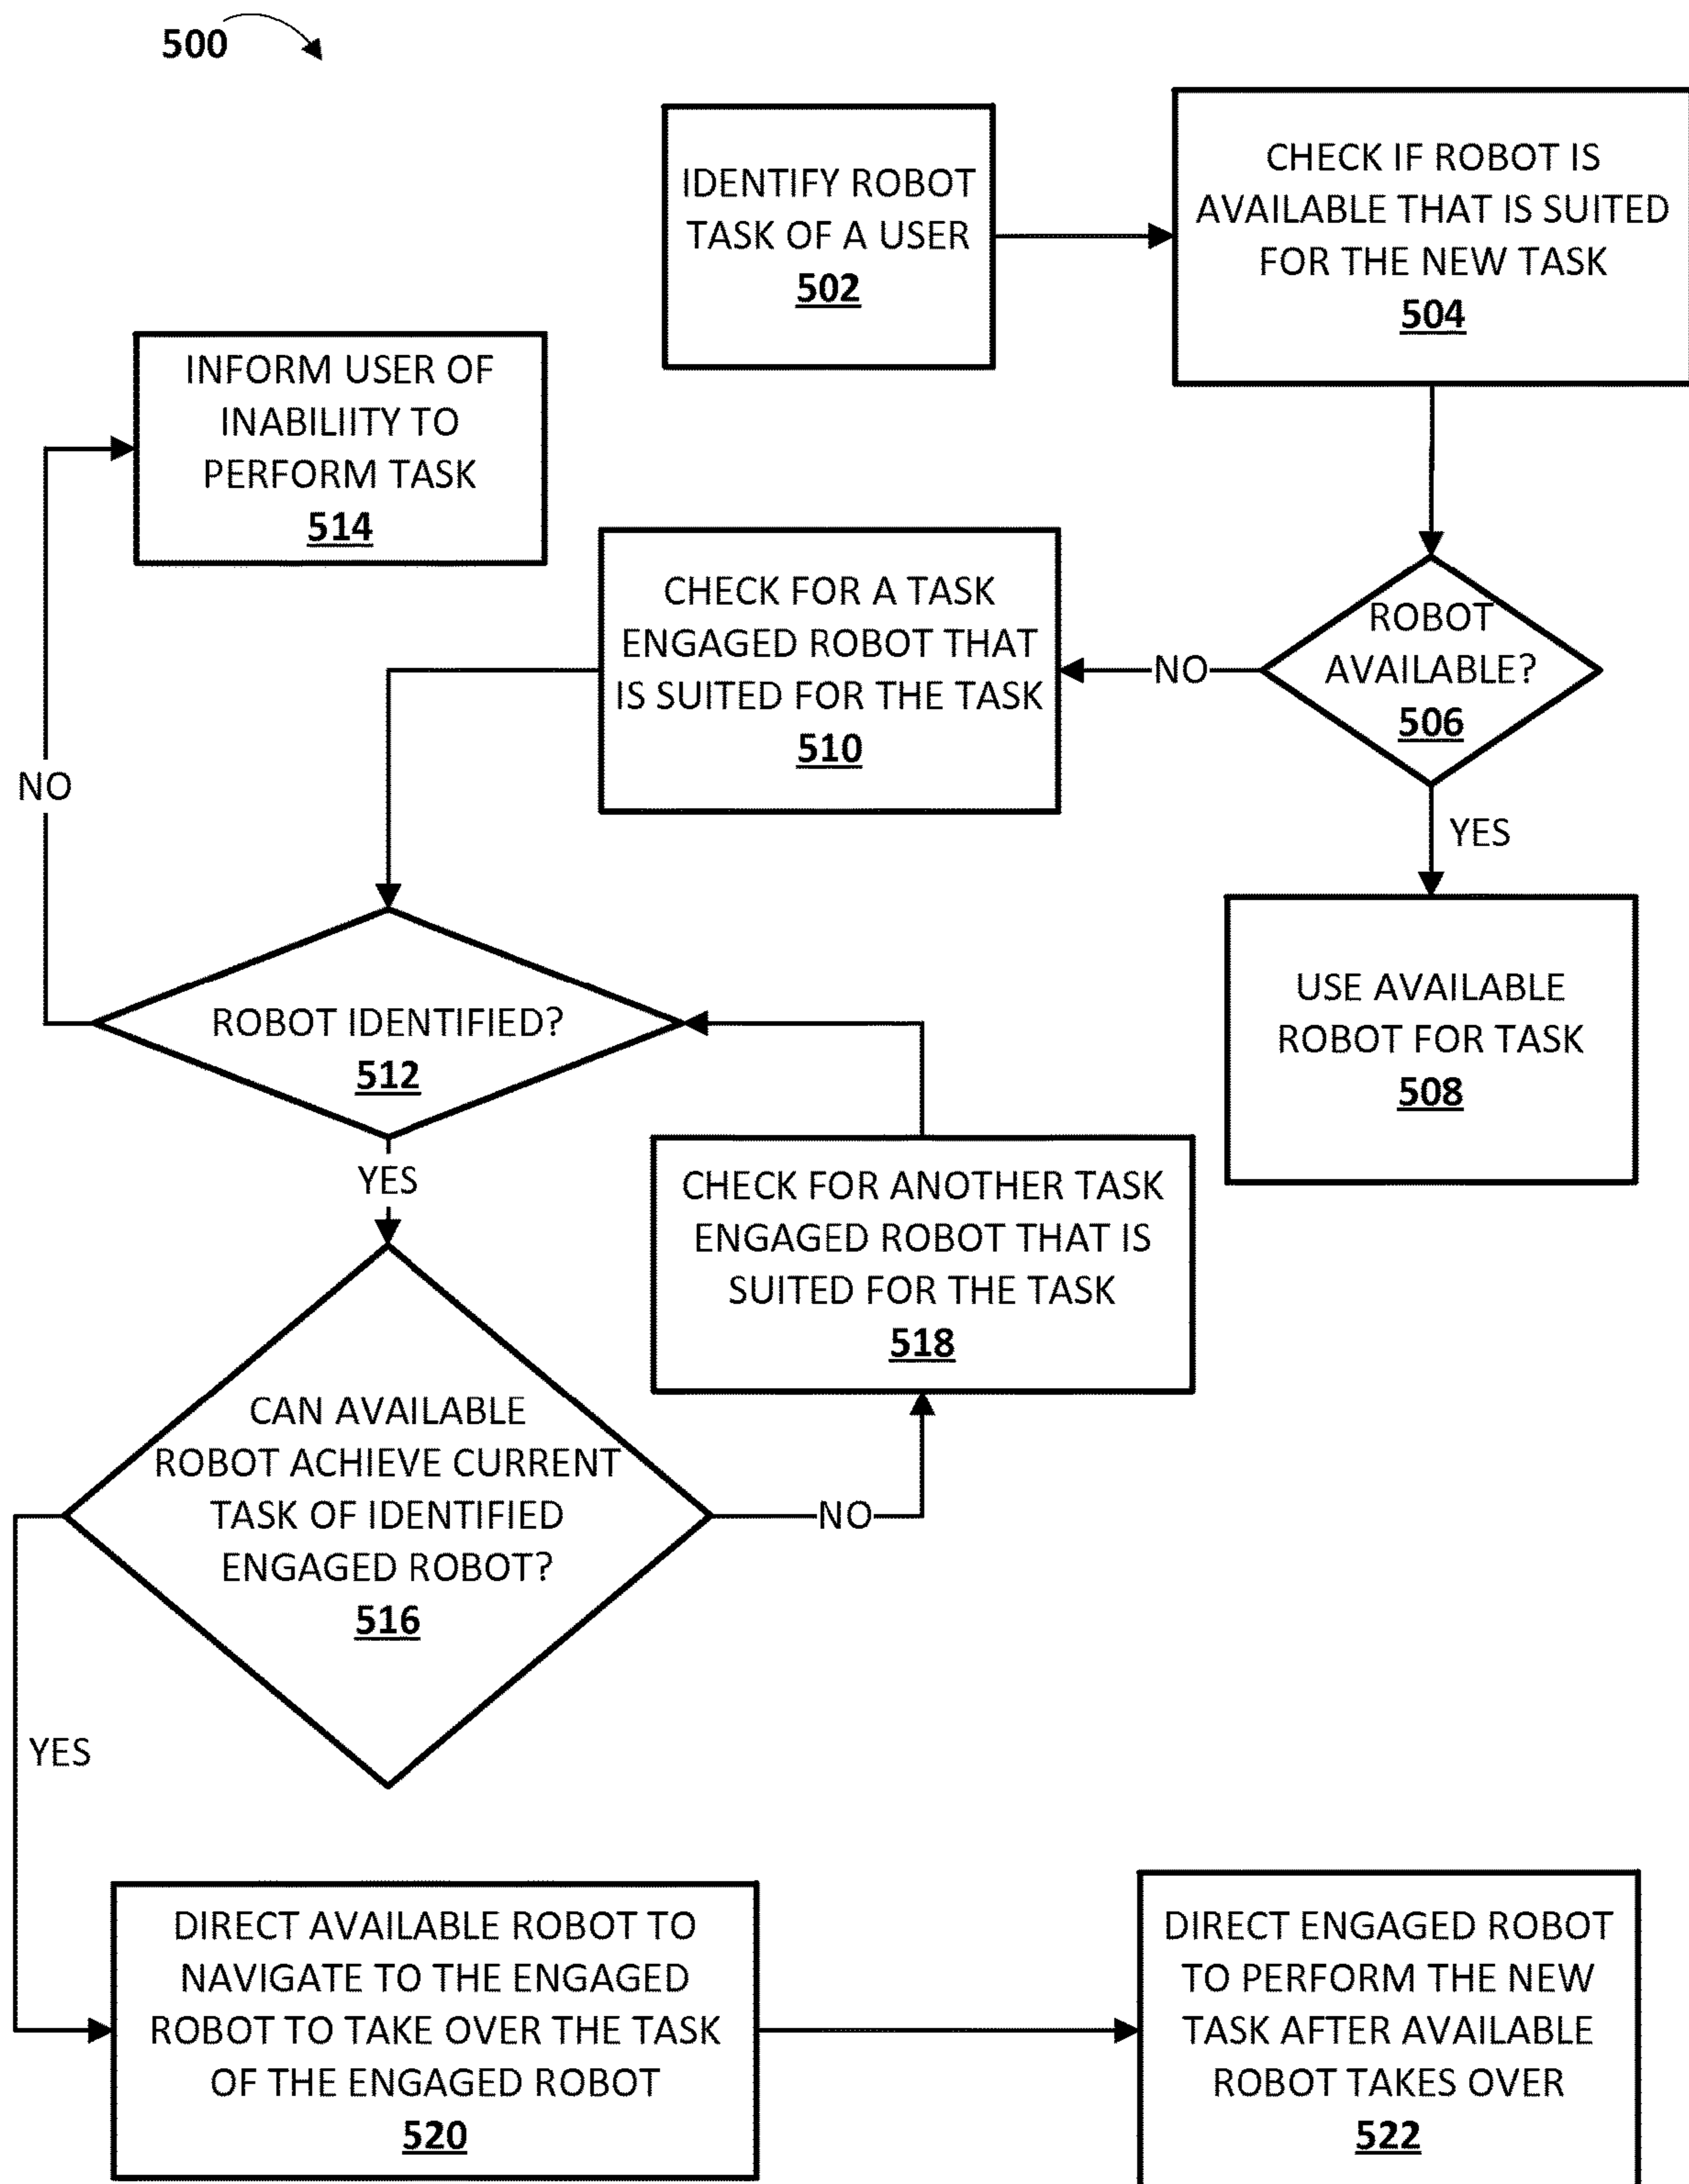 500
IDENTIFY ROBOT
TASK OF A USER
502
CHECK IF ROBOT IS
AVAILABLE THAT IS SUITED
FOR THE NEW TASK
504
INFORM USER OF
INABILIITY TO
PERFORM TASK
514
CHECK FOR A TASK
ENGAGED ROBOT THAT
IS SUITED FOR THE TASK
510
NO
ROBOT
AVAILABLE?
506
NO
YES
USE AVAILABLE
ROBOT FOR TASK
508
ROBOT IDENTIFIED?
512
YES
CHECK FOR ANOTHER TASK
ENGAGED ROBOT THAT IS
SUITED FOR THE TASK
518
CAN AVAILABLE
ROBOT ACHIEVE CURRENT
TASK OF IDENTIFIED
ENGAGED ROBOT?
516
NO
YES
DIRECT AVAILABLE ROBOT TO
NAVIGATE TO THE ENGAGED
ROBOT TO TAKE OVER THE TASK
OF THE ENGAGED ROBOT
520
DIRECT ENGAGED ROBOT
TO PERFORM THE NEW
TASK AFTER AVAILABLE
ROBOT TAKES OVER
522